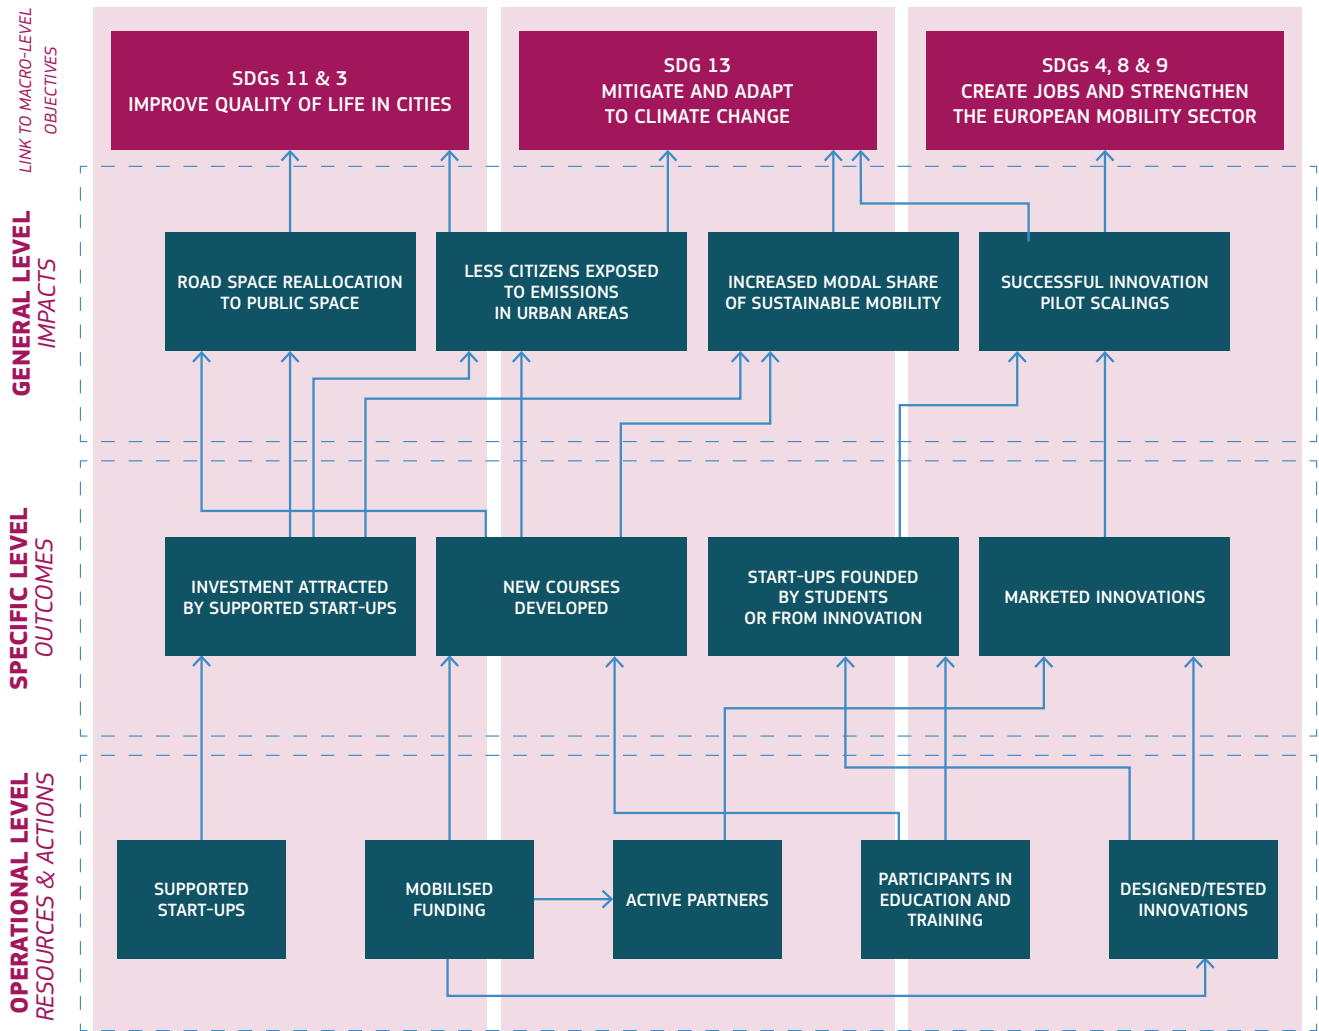 LINK TO MACRO-LEVEL
OBJECTIVES
SDGs 11 & 3
IMPROVE QUALITY OF LIFE IN CITIES
SDG 13
MITIGATE AND ADAPT
TO CLIMATE CHANGE
SDGs 4, 8 & 9
CREATE JOBS AND STRENGTHEN
THE EUROPEAN MOBILITY SECTOR
GENERAL LEVEL
IMPACTS
ROAD SPACE REALLOCATION
TO PUBLIC SPACE
LESS CITIZENS EXPOSED
TO EMISSIONS
IN URBAN AREAS
INCREASED MODAL SHARE
OF SUSTAINABLE MOBILITY
SUCCESSFUL INNOVATION
PILOT SCALINGS
SPECIFIC LEVEL
OUTCOMES
INVESTMENT ATTRACTED
BY SUPPORTED START-UPS
NEW COURSES
DEVELOPED
START-UPS FOUNDED
BY STUDENTS
OR FROM INNOVATION
MARKETED INNOVATIONS
OPERATIONAL LEVEL
RESOURCES & ACTIONS
SUPPORTED
START-UPS
MOBILISED
FUNDING
ACTIVE PARTNERS
PARTICIPANTS IN
EDUCATION AND
TRAINING
DESIGNED/TESTED
INNOVATIONS